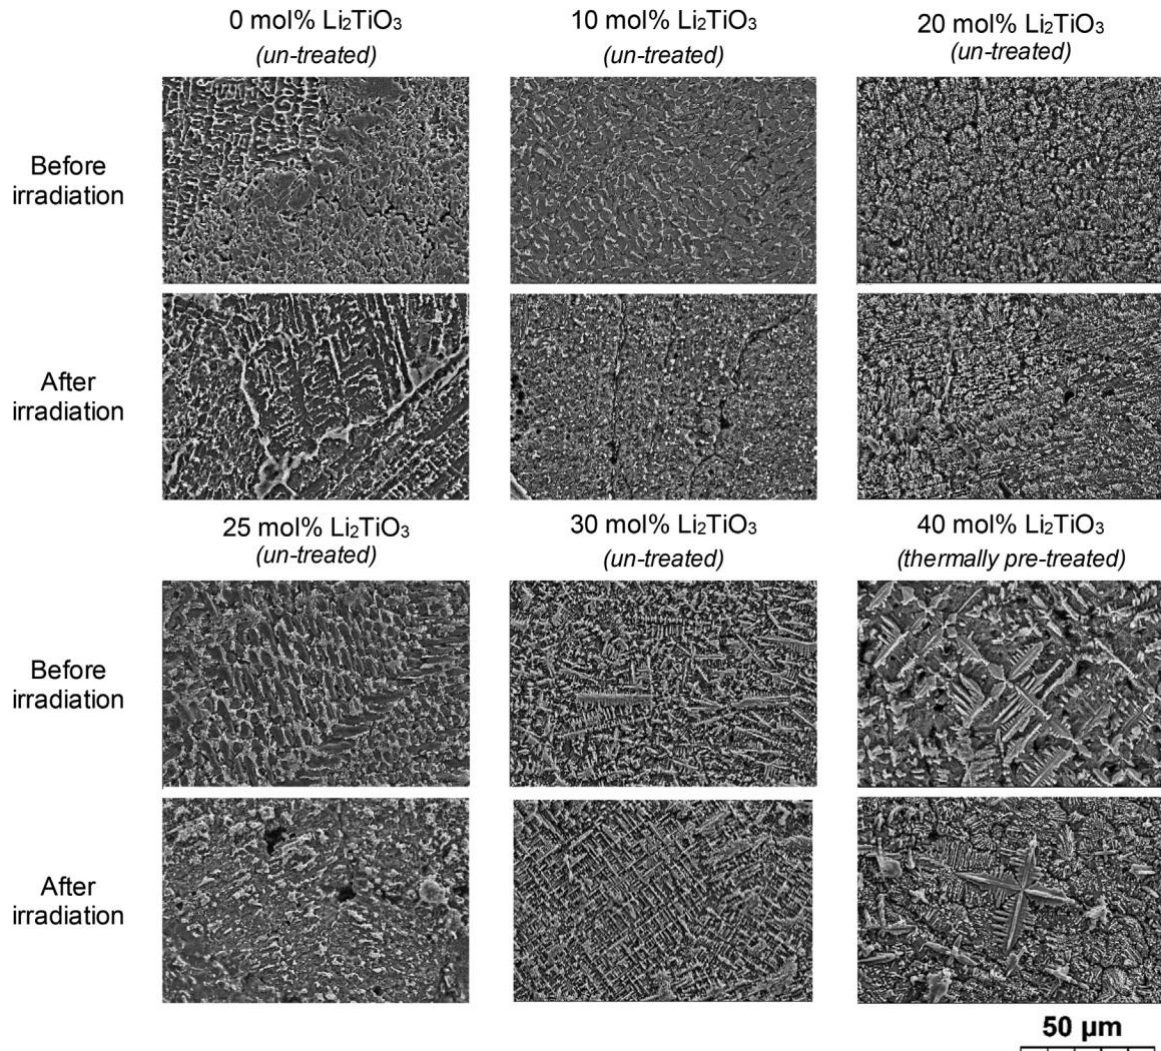 0 mol% Li₂TiO₃
(un-treated)
10 mol% Li₂TiO₃
(un-treated)
20 mol% Li₂TiO₃
(un-treated)
Before
irradiation
After
irradiation
25 mol% Li₂TiO₃
(un-treated)
30 mol% Li₂TiO₃
(un-treated)
40 mol% Li₂TiO₃
(thermally pre-treated)
Before
irradiation
After
irradiation
50 µm